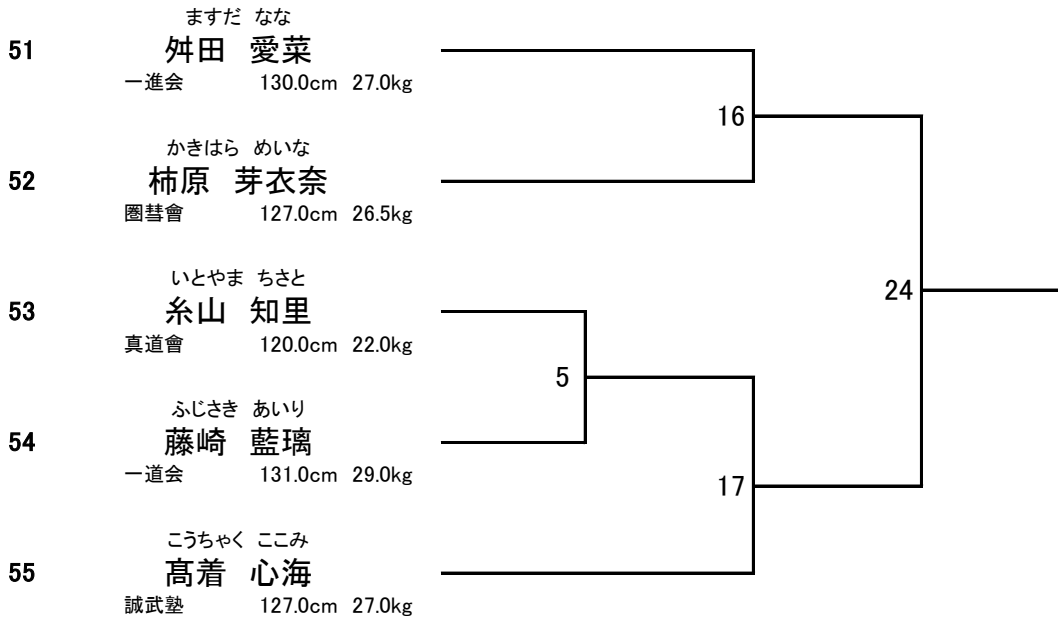 ますだ なな
51 舛田 愛菜
一進会 130.0cm 27.0kg
16
かきはら めいな
52 柿原 芽衣奈
圏彗會 127.0cm 26.5kg
いとやま ちさと
24
53 糸山 知里
真道會 120.0cm 22.0kg
5
ふじさき あいり
54 藤崎 藍璃
一道会 131.0cm 29.0kg
17
こうちゃく ここみ
55 髙着 心海
誠武塾 127.0cm 27.0kg